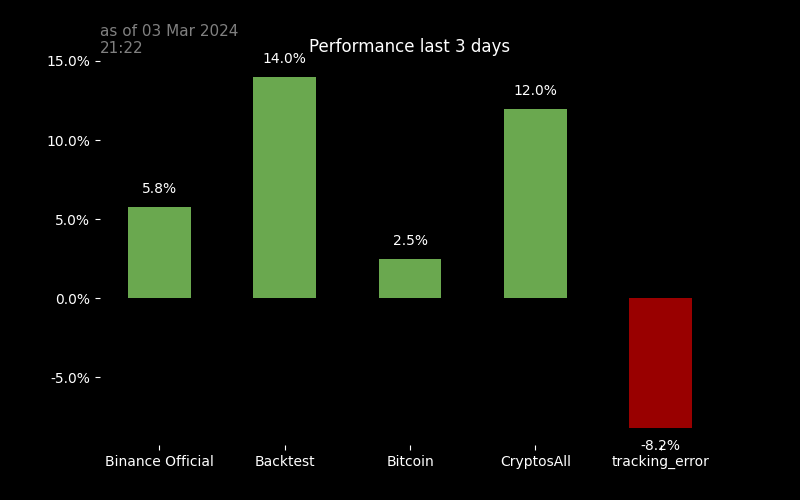 as of 03 Mar 2024
21:22
Performance last 3 days
15.0%
10.0%
5.0%
0.0%
-5.0%
5.8%
14.0%
2.5%
12.0%
-8.2%
Binance Official
Backtest
Bitcoin
CryptosAll
tracking_error